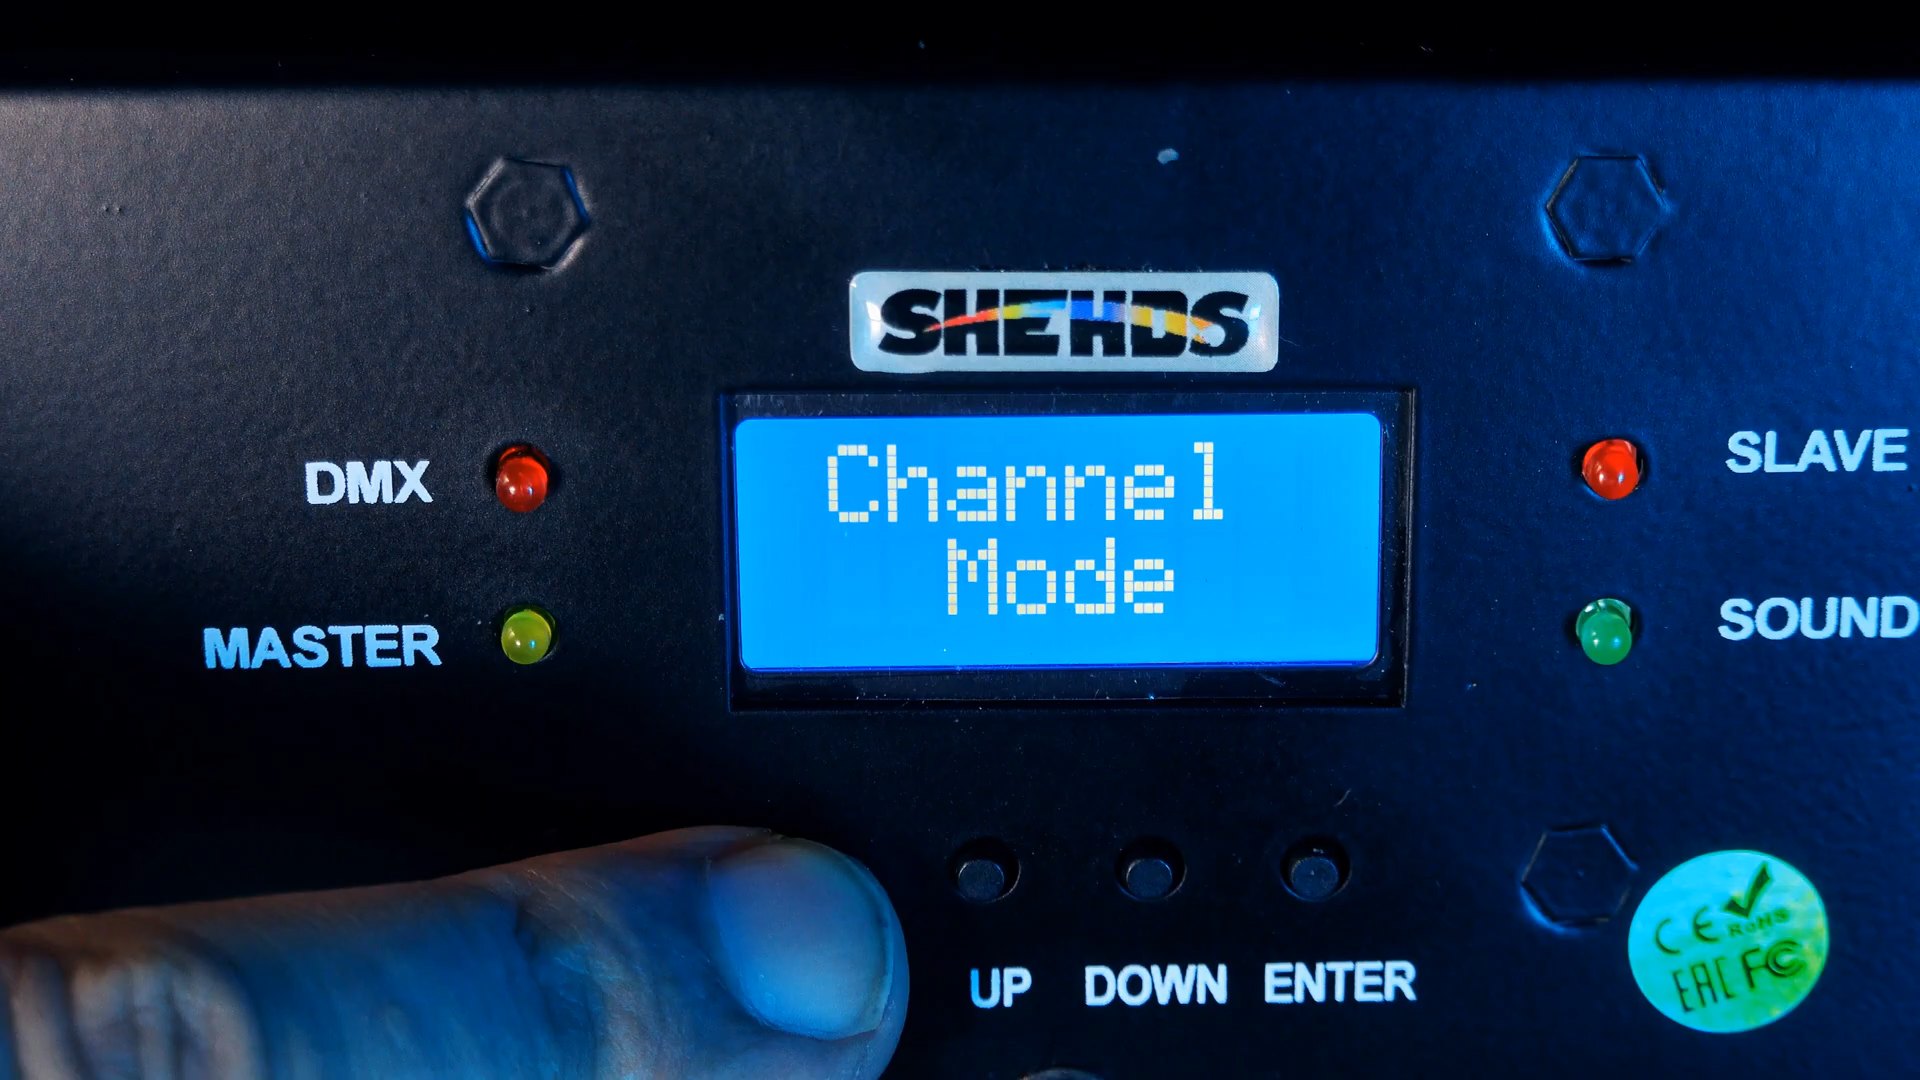 SHEHDS
Channel
Mode
DMX
SLAVE
MASTER
SOUND
UP DOWN ENTER
CE RoHS
EAC FC